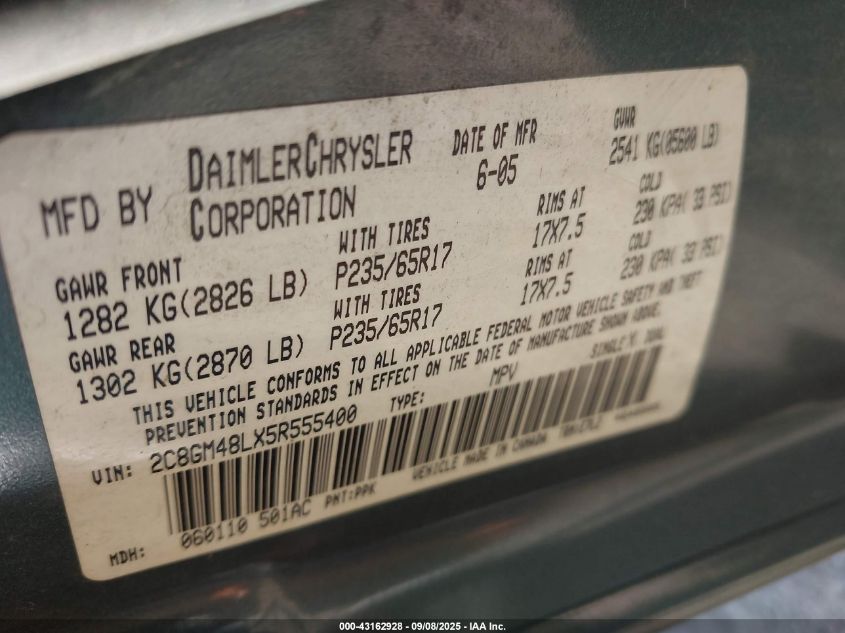 MFD BY DAIMLERCHRYSLER CORPORATION
DATE OF MFR 6-05
GVWR 2541 KG(05600 LB)
GAWR FRONT WITH TIRES RIMS AT COLD
1282 KG(2826 LB) P235/65R17 17X7.5 230 KPA( 33 PSI)
GAWR REAR WITH TIRES RIMS AT COLD
1302 KG(2870 LB) P235/65R17 17X7.5 230 KPA( 33 PSI)
THIS VEHICLE CONFORMS TO ALL APPLICABLE FEDERAL MOTOR VEHICLE SAFETY AND THEFT
PREVENTION STANDARDS IN EFFECT ON THE DATE OF MANUFACTURE SHOWN ABOVE.
VIN: 2C8GM48LX5R555400 TYPE: MPV SINGLE X DUAL
MDH: 060110 501AC PNT:PPK VEHICLE MADE IN CANADA
000-43162928 - 09/08/2025 - IAA Inc.